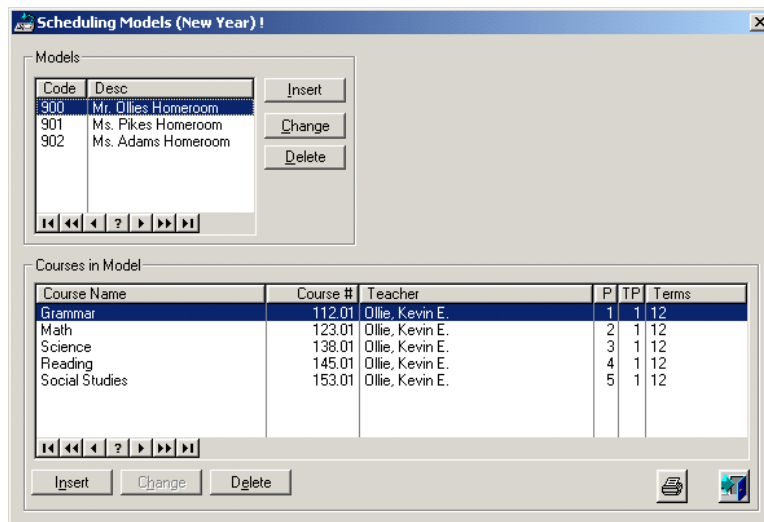 Scheduling Models (New Year) !
Models
Code Desc
900 Mr. Ollies Homeroom
901 Ms. Pikes Homeroom
902 Ms. Adams Homeroom
Insert
Change
Delete
?
Courses in Model
Course Name Course # Teacher P TP Terms
Grammar 112.01 Ollie, Kevin E. 1 1 12
Math 123.01 Ollie, Kevin E. 2 1 12
Science 138.01 Ollie, Kevin E. 3 1 12
Reading 145.01 Ollie, Kevin E. 4 1 12
Social Studies 153.01 Ollie, Kevin E. 5 1 12
?
Insert Change Delete